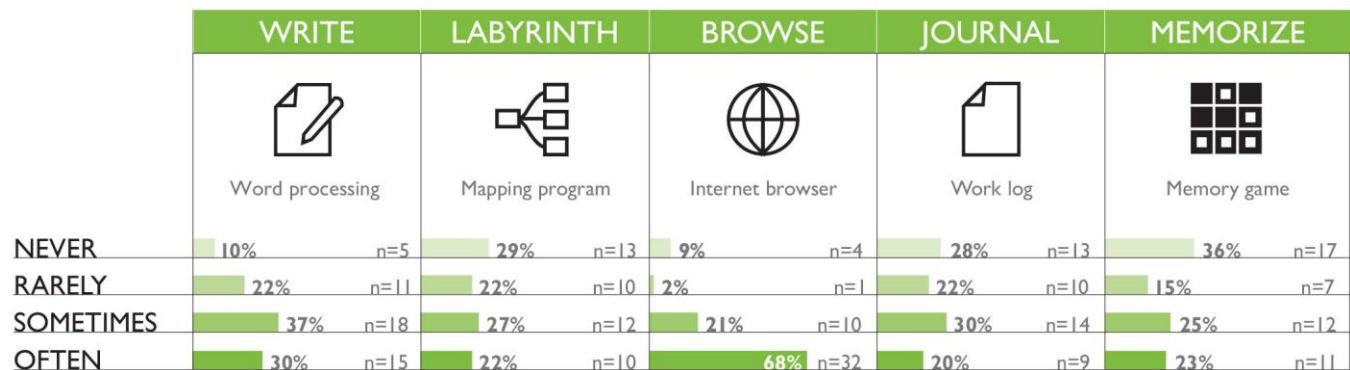 WRITE LABYRINTH BROWSE JOURNAL MEMORIZE
Word processing Mapping program Internet browser Work log Memory game
NEVER 10% n=5 29% n=13 9% n=4 28% n=13 36% n=17
RARELY 22% n=11 22% n=10 2% n=1 22% n=10 15% n=7
SOMETIMES 37% n=18 27% n=12 21% n=10 30% n=14 25% n=12
OFTEN 30% n=15 22% n=10 68% n=32 20% n=9 23% n=11